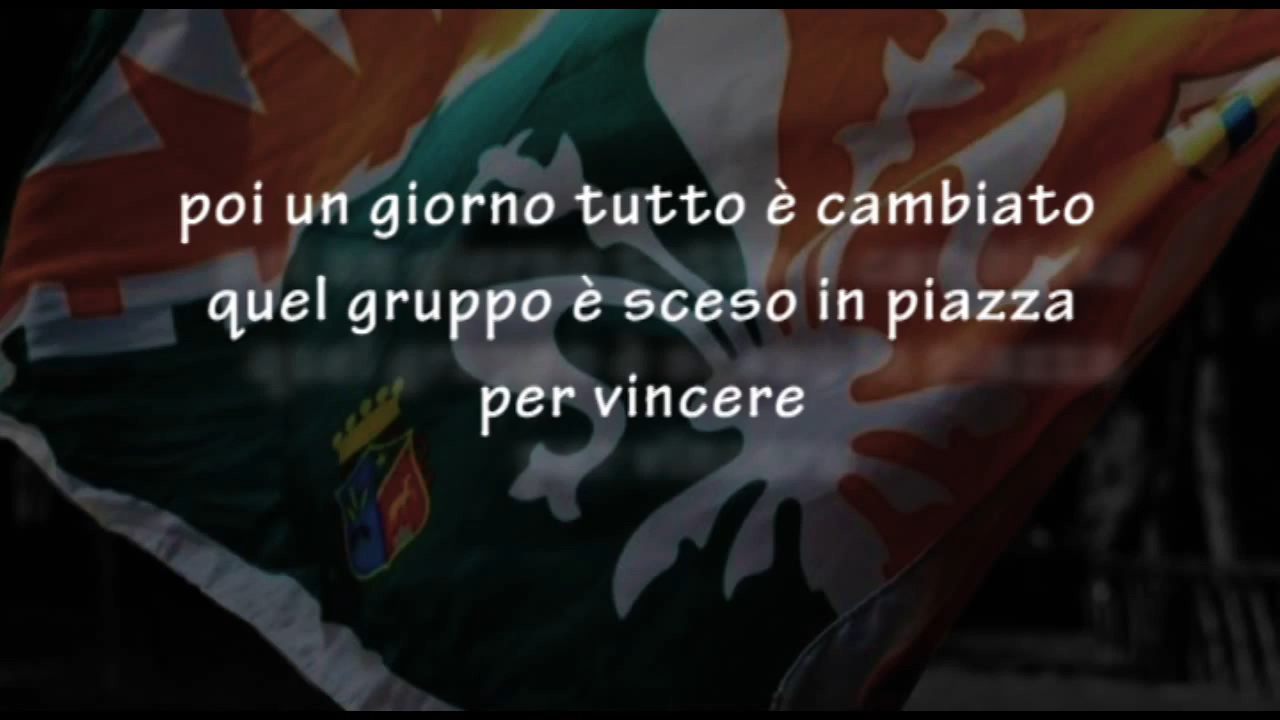 poi un giorno tutto è cambiato
quel gruppo è sceso in piazza
per vincere